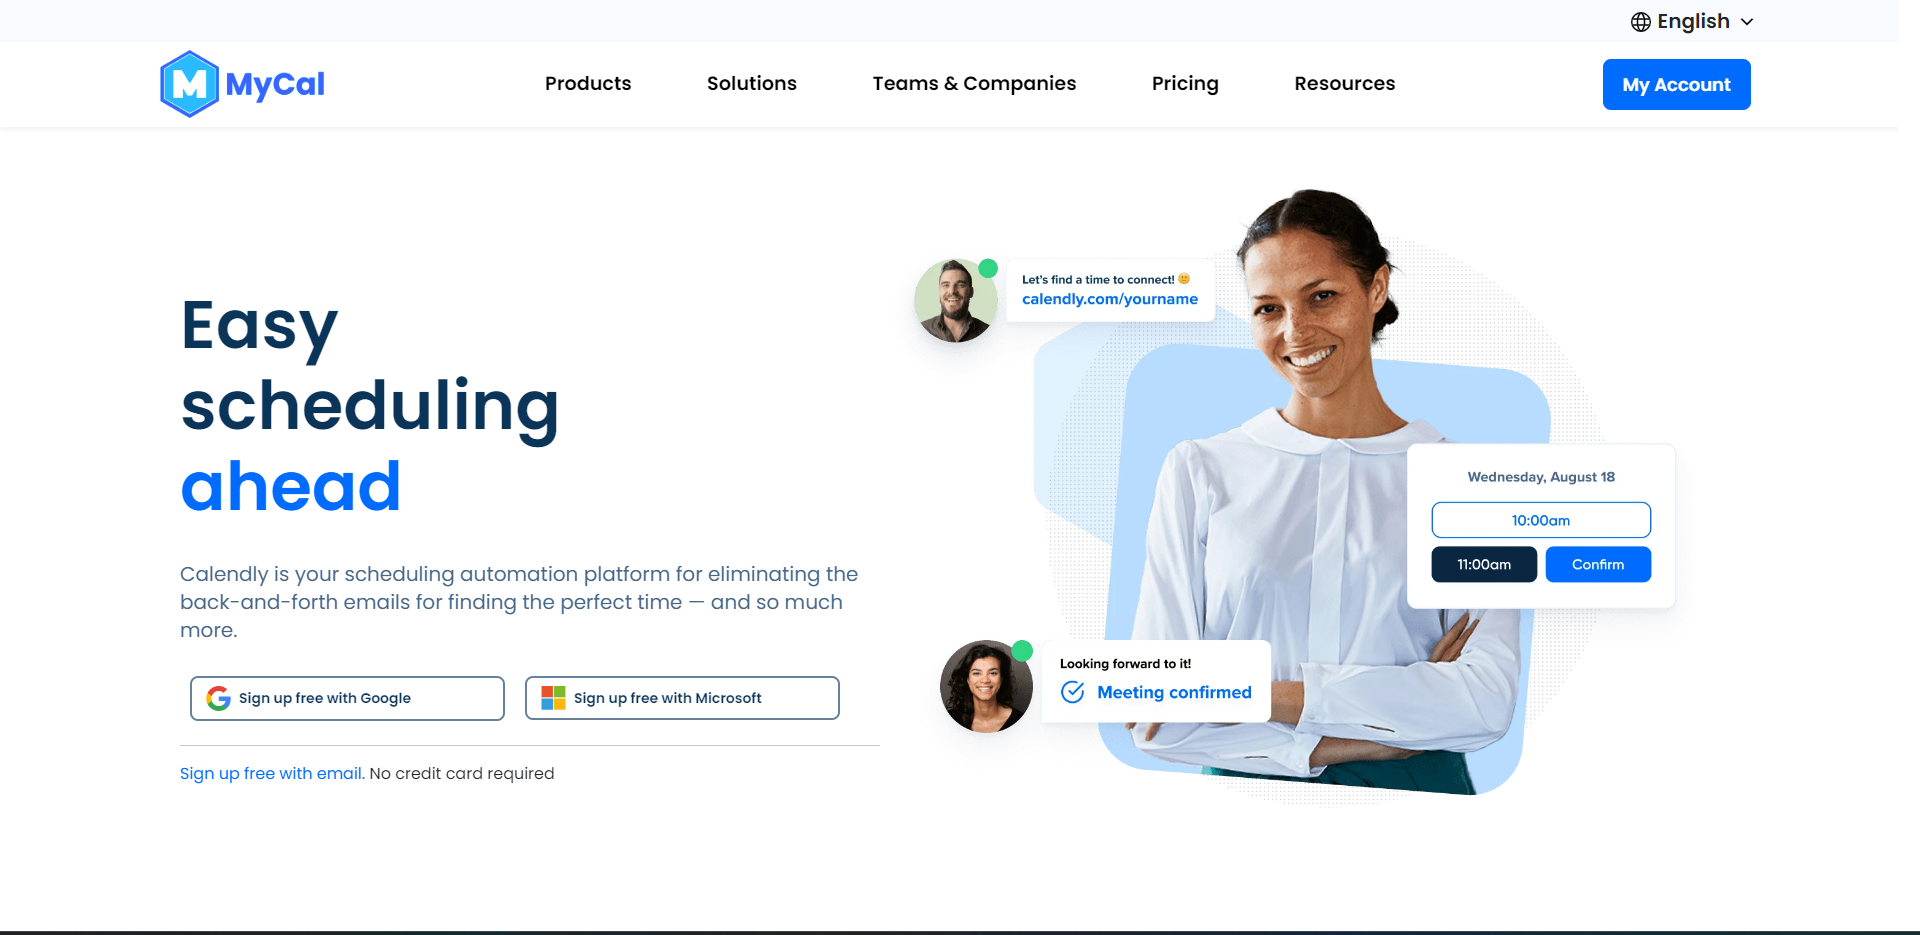 English
M MyCal
Products
Solutions
Teams & Companies
Pricing
Resources
My Account
Easy
scheduling
ahead
Calendly is your scheduling automation platform for eliminating the
back-and-forth emails for finding the perfect time — and so much
more.
Sign up free with Google
Sign up free with Microsoft
Sign up free with email. No credit card required
Let's find a time to connect! 😊
calendly.com/yourname
Wednesday, August 18
10:00am
11:00am
Confirm
Looking forward to it!
Meeting confirmed